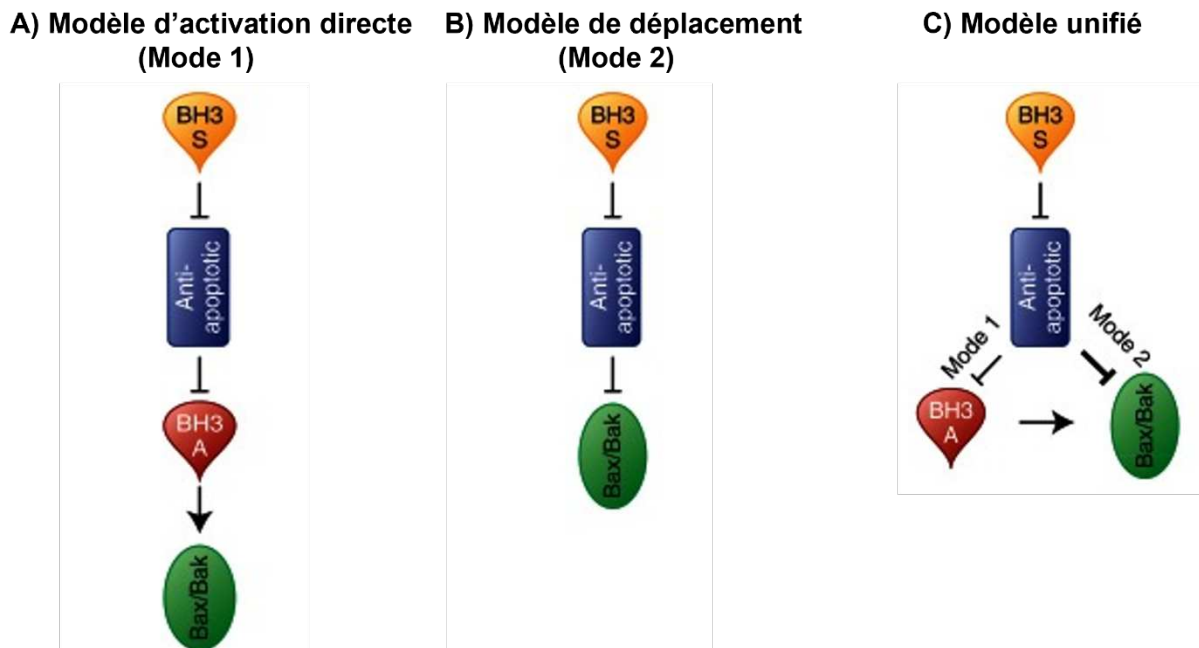 A) Modèle d’activation directe
(Mode 1)
BH3
S
Anti-
apoptotic
BH3
A
Bax/Bak
B) Modèle de déplacement
(Mode 2)
BH3
S
Anti-
apoptotic
Bax/Bak
C) Modèle unifié
BH3
S
Anti-
apoptotic
Mode 1
Mode 2
BH3
A
Bax/Bak